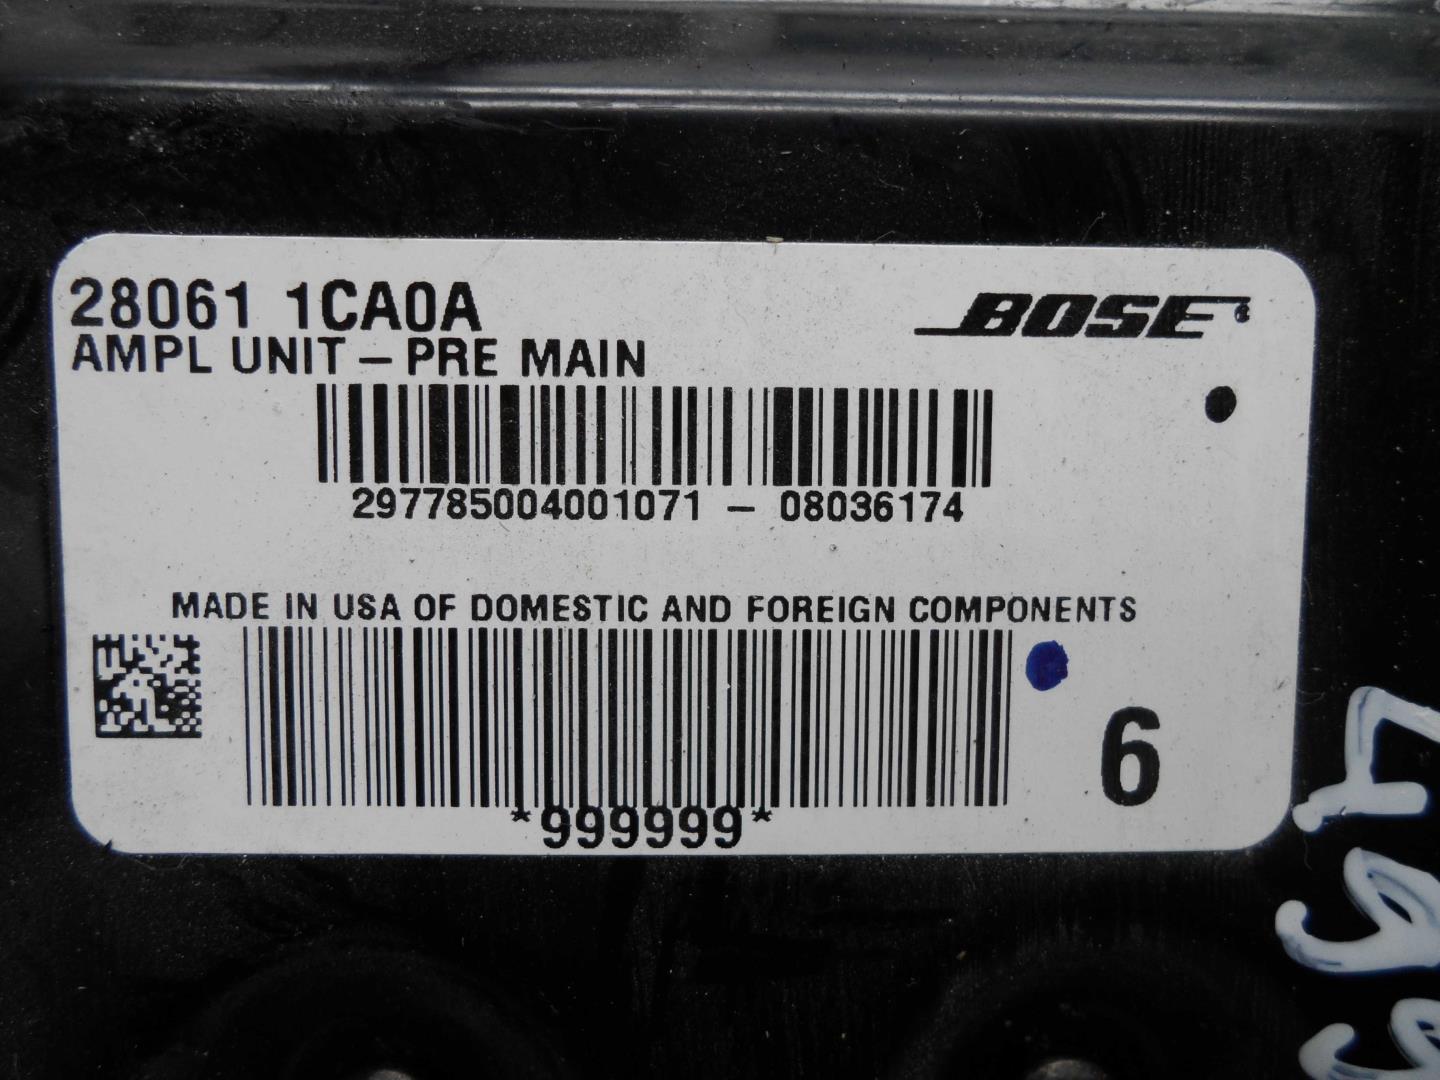 28061 1CA0A
BOSE
AMPL UNIT – PRE MAIN
297785004001071 – 08036174
MADE IN USA OF DOMESTIC AND FOREIGN COMPONENTS
6
*999999*